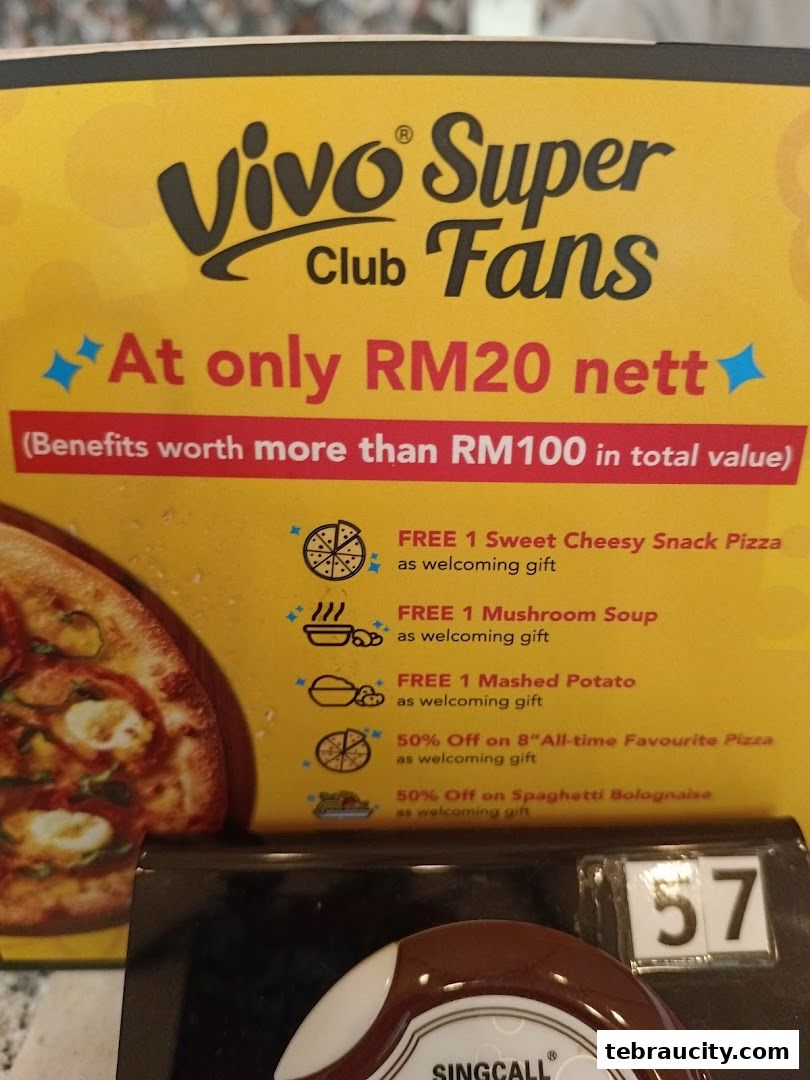 Vivo® Super
Club Fans
At only RM20 nett
(Benefits worth more than RM100 in total value)
FREE 1 Sweet Cheesy Snack Pizza
as welcoming gift
FREE 1 Mushroom Soup
as welcoming gift
FREE 1 Mashed Potato
as welcoming gift
50% Off on 8"All-time Favourite Pizza
as welcoming gift
50% Off on Spaghetti Bolognaise
as welcoming gift
57
SINGCALL®
tebraucity.com